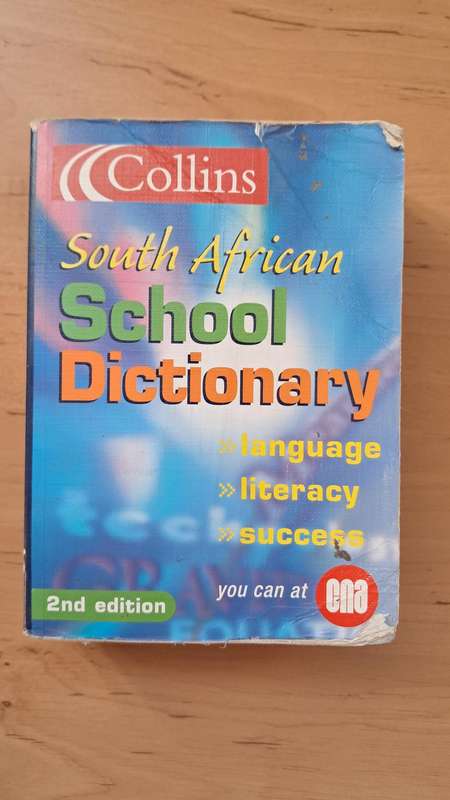 Collins
South African
School
Dictionary
» language
» literacy
» success
2nd edition
you can at cna